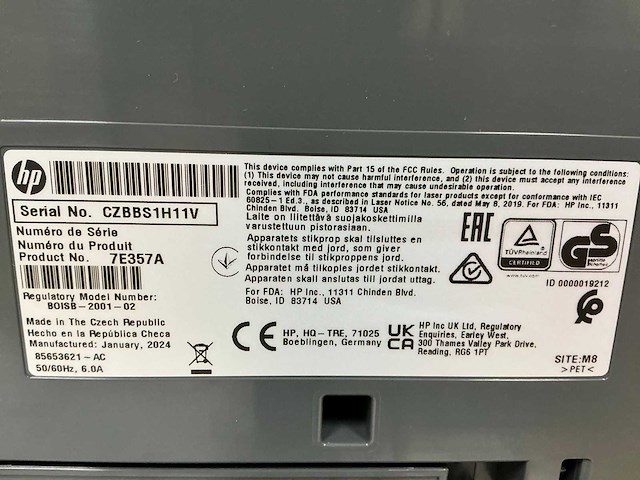 hp
Serial No. CZBBS1H11V
Numéro de Série
Numéro du Produit
Product No. 7E357A
Regulatory Model Number:
BOISB-2001-02
Made in The Czech Republic
Hecho en la República Checa
Manufactured: January, 2024
85653621-AC
50/60Hz, 6.0A
This device complies with Part 15 of the FCC Rules. Operation is subject to the following conditions:
(1) This device may not cause harmful interference, and (2) this device must accept any interference
received, including interference that may cause undesirable operation.
Complies with FDA performance standards for laser products except for conformance with IEC
60825-1 Ed.3., as described in Laser Notice No. 56, dated May 8, 2019. For FDA: HP Inc., 11311
Chinden Blvd. Boise, ID 83714 USA
Laite on liitettävä suojakoskettimilla
varustettuun pistorasiaan.
Apparatets stikprop skal tilsluttes en
stikkontakt med jord, som giver
forbindelse til stikproppens jord.
Apparatet må tilkoples jordet stikkontakt.
Apparaten skall anslutas till jordat uttag.
For FDA: HP Inc., 11311 Chinden Blvd.
Boise, ID 83714 USA
CE
HP, HQ-TRE, 71025
Boeblingen, Germany
UK
CA
HP Inc UK Ltd, Regulatory
Enquiries, Earley West,
300 Thames Valley Park Drive,
Reading, RG6 1PT
EAC
TÜVRheinland
CERTIFIED
www.tuv.com
GS
geprüfte
Sicherheit
ID 0000019212
SITE:M8
>PET<